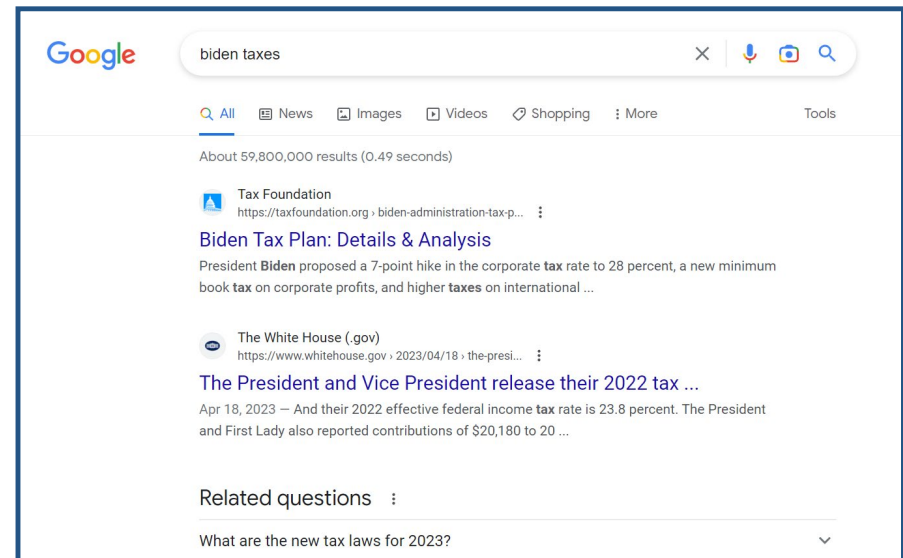 Google
biden taxes
All News Images Videos Shopping More Tools
About 59,800,000 results (0.49 seconds)
Tax Foundation
https://taxfoundation.org › biden-administration-tax-p...
Biden Tax Plan: Details & Analysis
President Biden proposed a 7-point hike in the corporate tax rate to 28 percent, a new minimum
book tax on corporate profits, and higher taxes on international ...
The White House (.gov)
https://www.whitehouse.gov › 2023/04/18 › the-presi...
The President and Vice President release their 2022 tax ...
Apr 18, 2023 — And their 2022 effective federal income tax rate is 23.8 percent. The President
and First Lady also reported contributions of $20,180 to 20 ...
Related questions
What are the new tax laws for 2023?